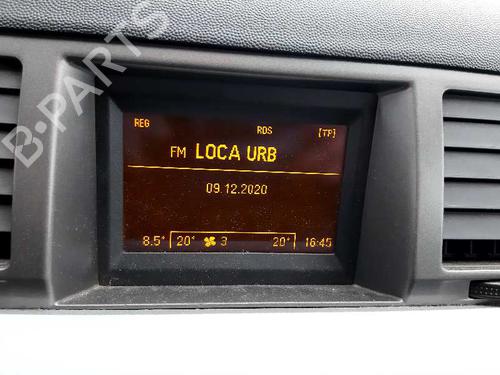 B-PARTS
REG RDS [TP]
FM LOCA URB
09.12.2020
8.5° 20° 3 20° 16:45